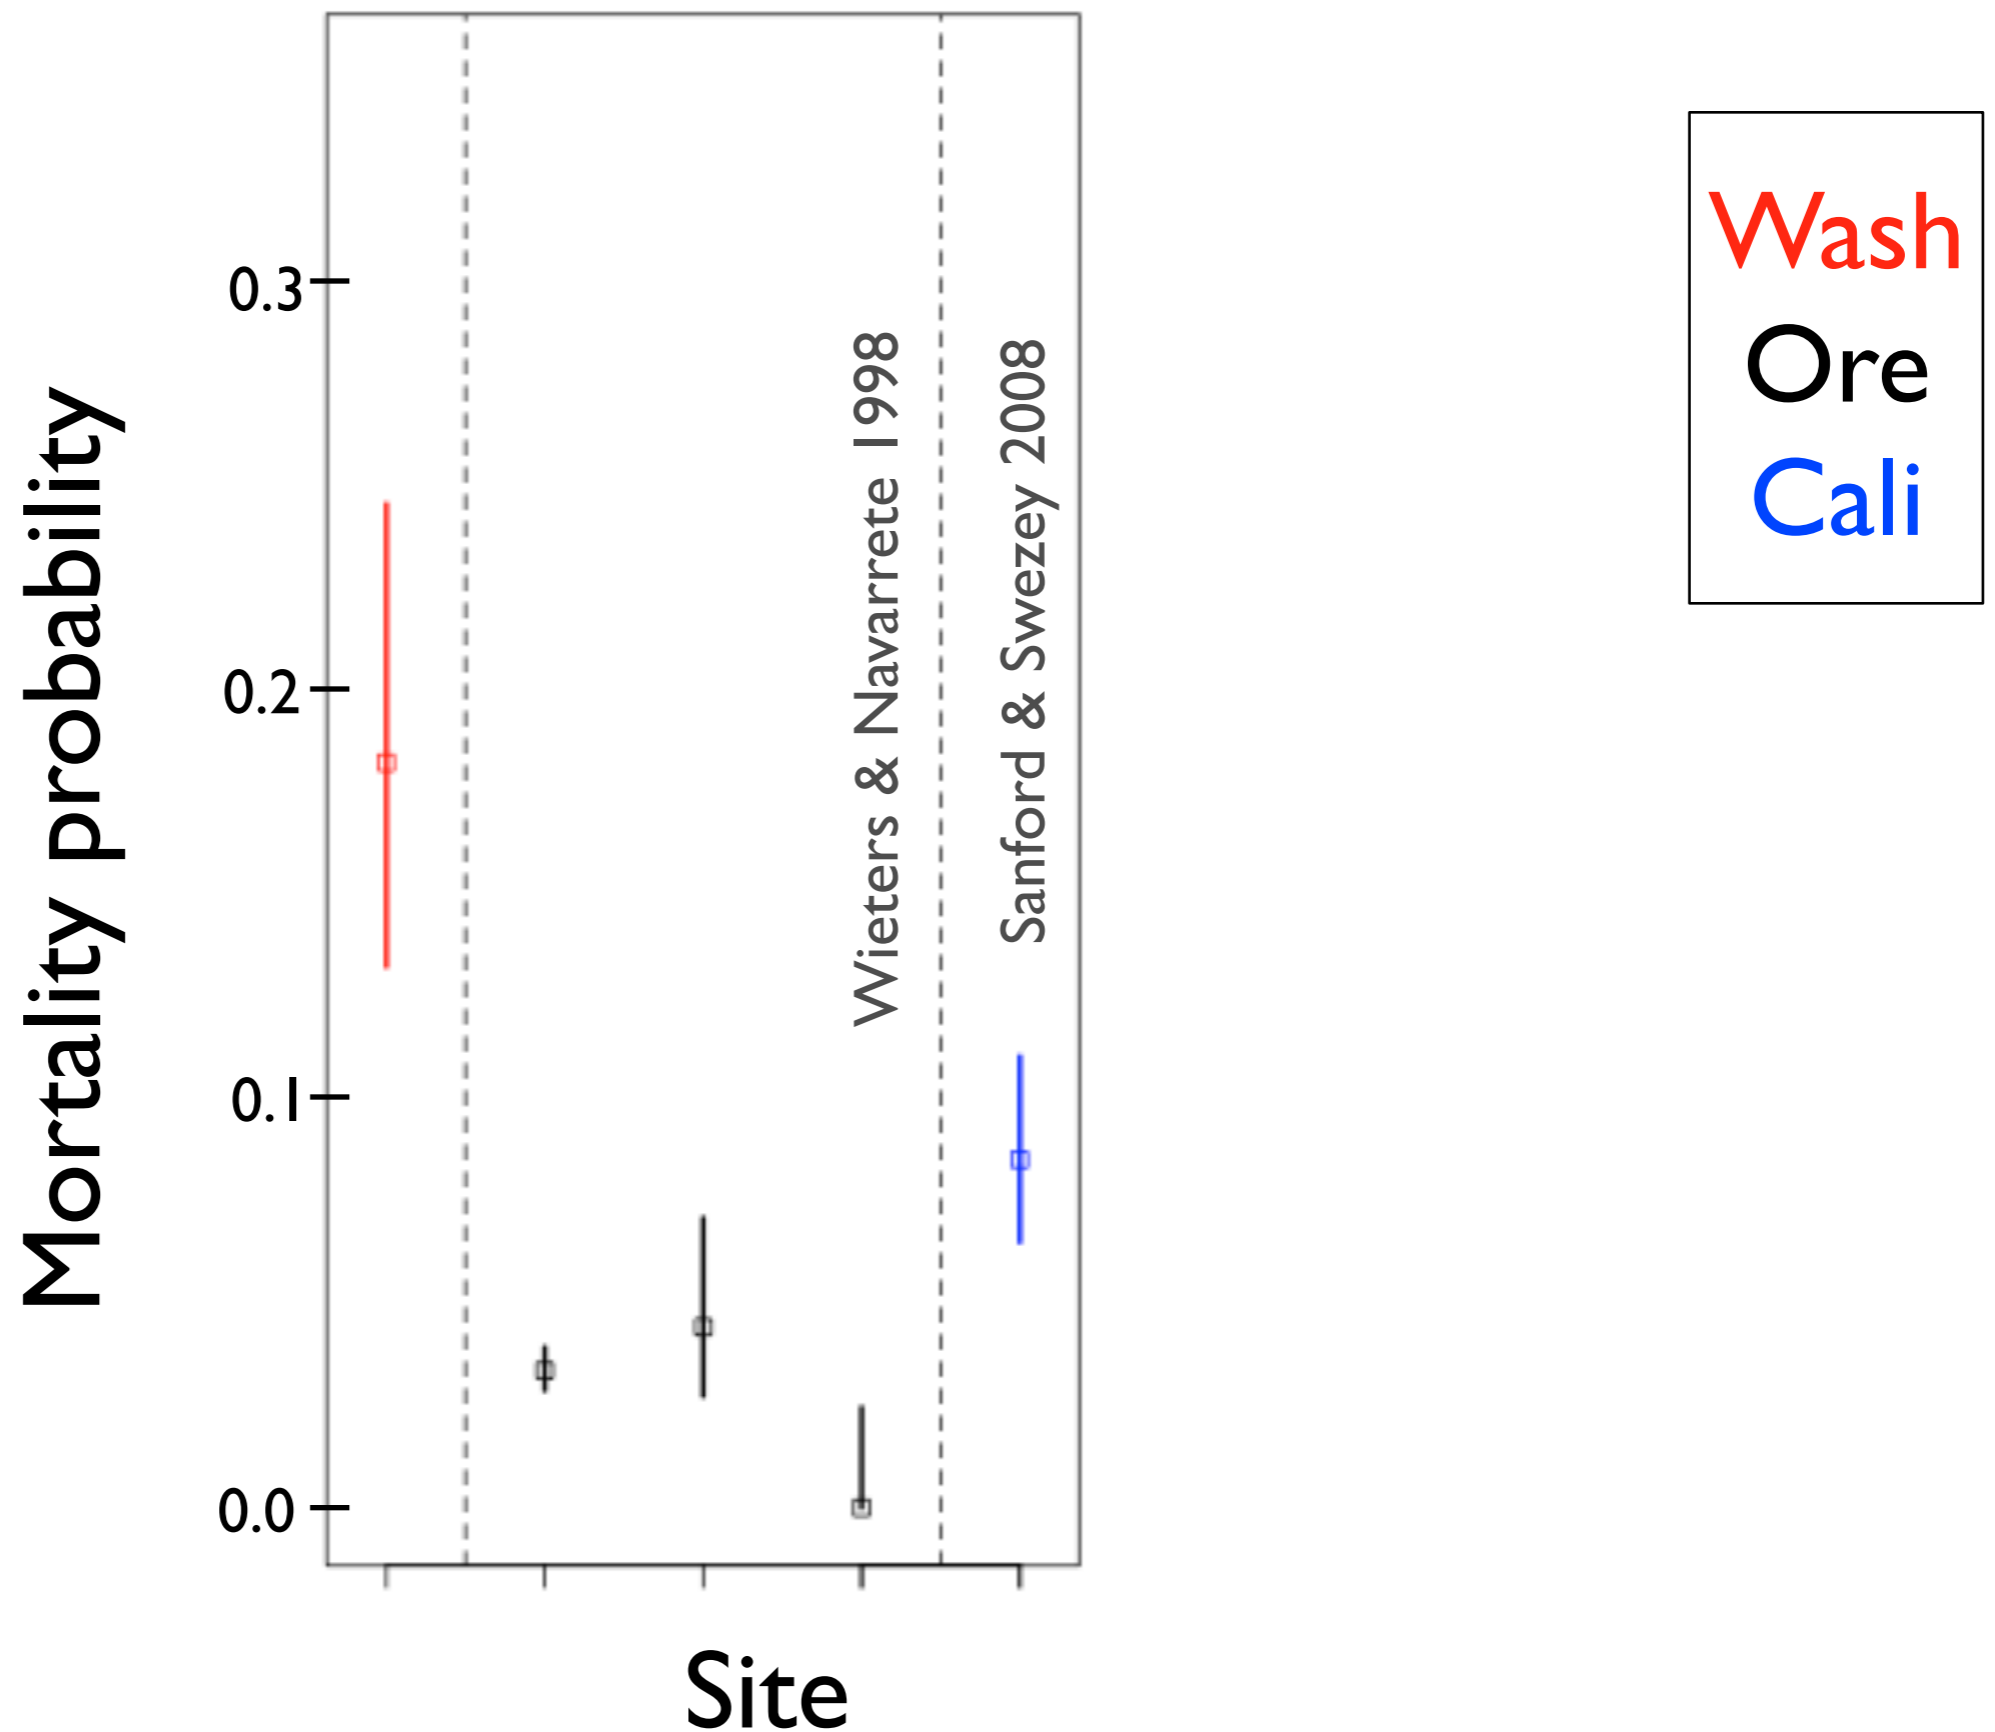 Mortality probability
0.3
0.2
0.1
0.0
Wieters & Navarrete 1998
Sanford & Swezey 2008
Site
Wash
Ore
Cali